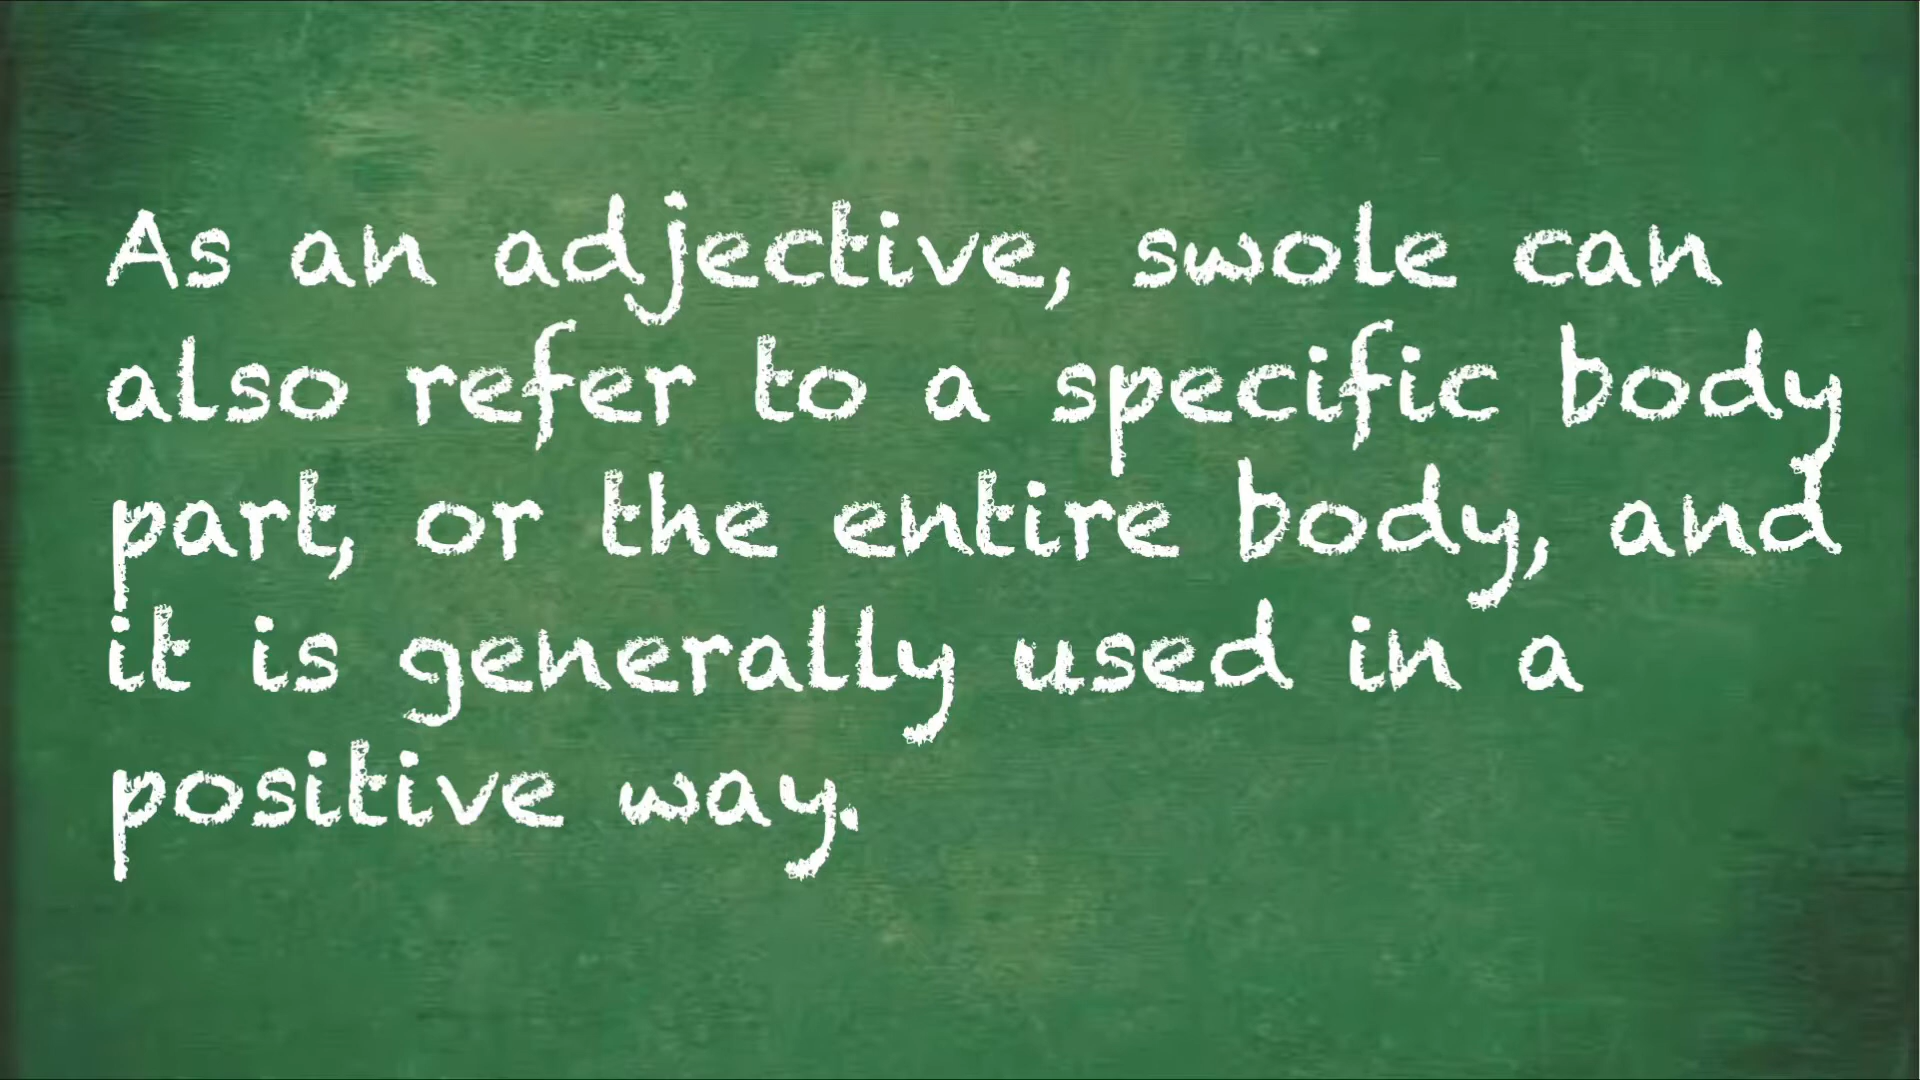 As an adjective, swole can
also refer to a specific body
part, or the entire body, and
it is generally used in a
positive way.